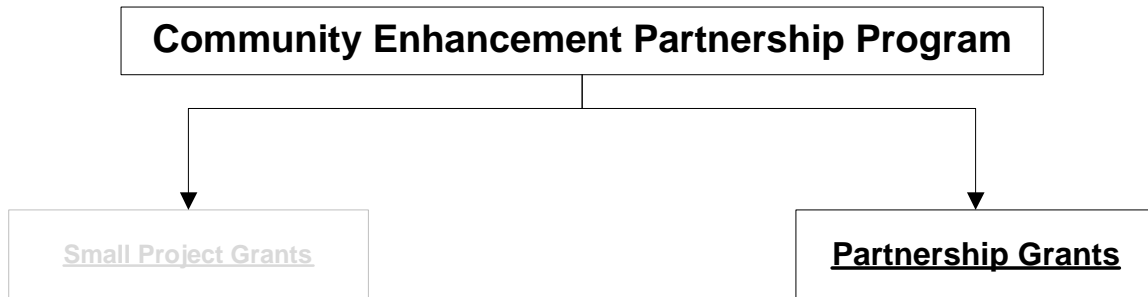 Community Enhancement Partnership Program
Small Project Grants
Partnership Grants